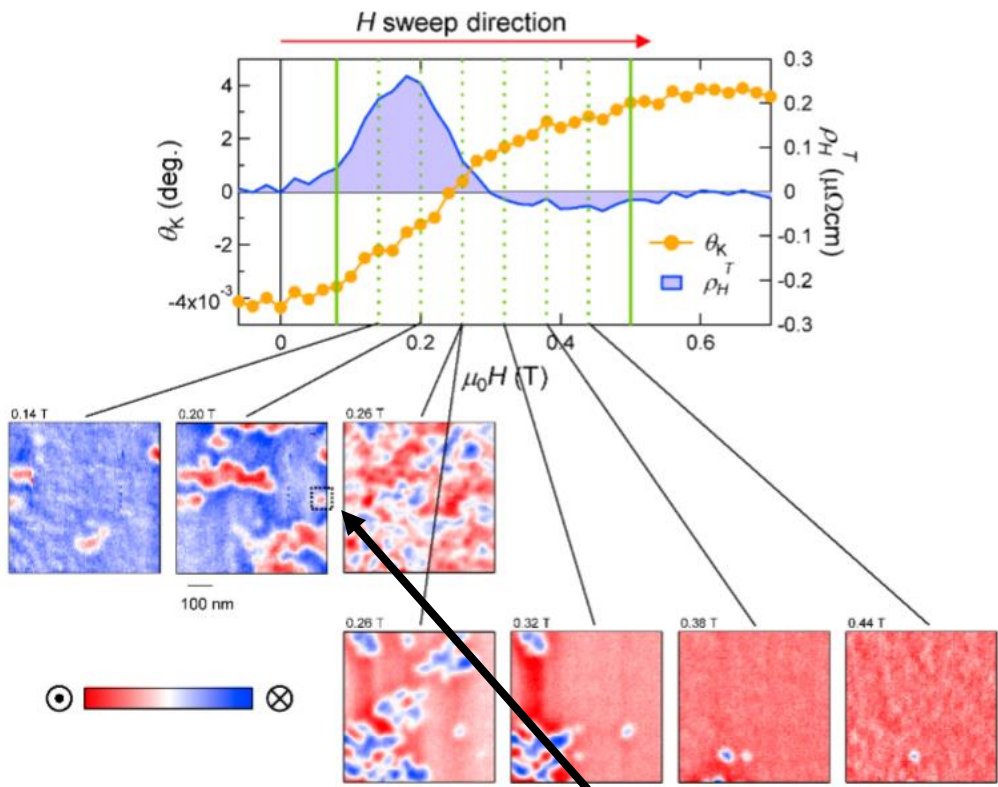 H sweep direction
4
2
0
-2
-4x10⁻³
θK (deg.)
0.3
0.2
0.1
0
-0.1
-0.2
-0.3
ρH^T (μΩcm)
θK
ρH^T
0
0.2
0.4
0.6
μ0H (T)
0.14 T
0.20 T
0.26 T
100 nm
0.26 T
0.32 T
0.38 T
0.44 T